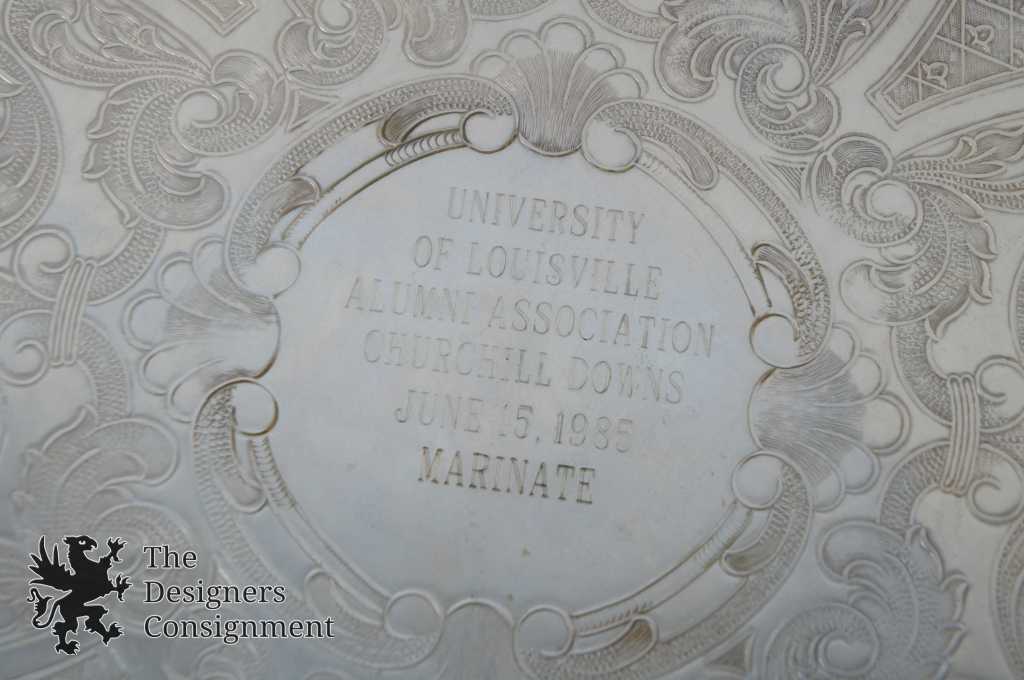 UNIVERSITY
OF LOUISVILLE
ALUMNI ASSOCIATION
CHURCHILL DOWNS
JUNE 15, 1985
MARINATE
The
Designers
Consignment